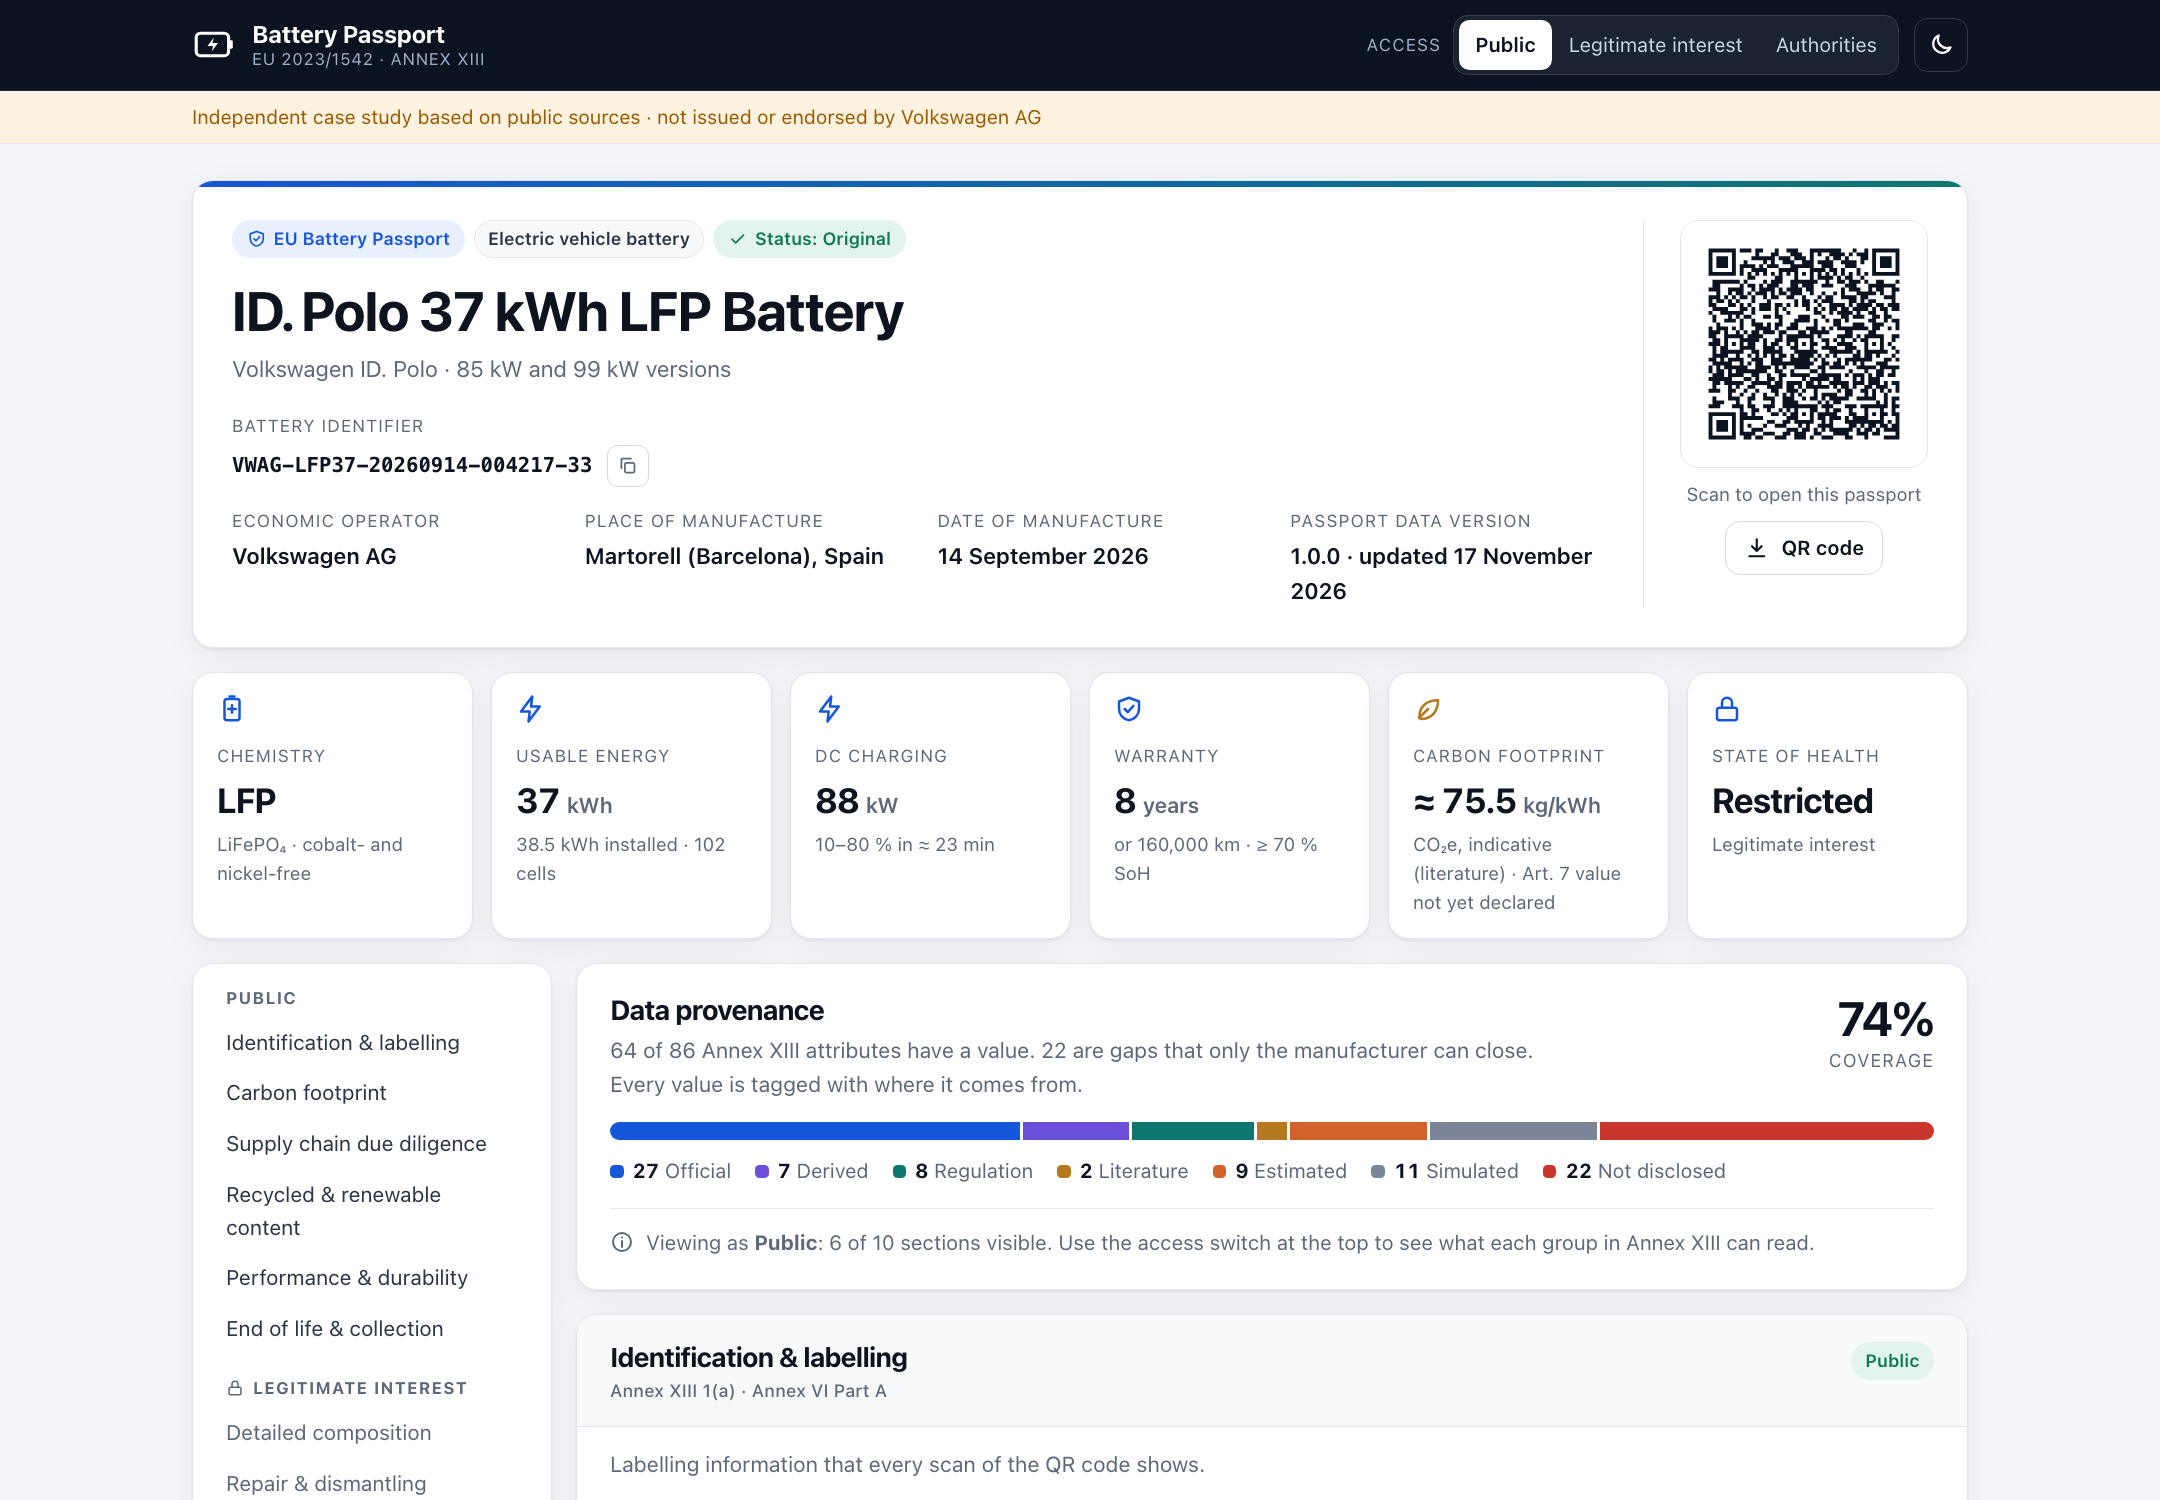 Battery Passport
EU 2023/1542 · ANNEX XIII
ACCESS
Public
Legitimate interest
Authorities
Independent case study based on public sources · not issued or endorsed by Volkswagen AG
EU Battery Passport
Electric vehicle battery
Status: Original
ID. Polo 37 kWh LFP Battery
Volkswagen ID. Polo · 85 kW and 99 kW versions
BATTERY IDENTIFIER
VWAG-LFP37-20260914-004217-33
ECONOMIC OPERATOR
Volkswagen AG
PLACE OF MANUFACTURE
Martorell (Barcelona), Spain
DATE OF MANUFACTURE
14 September 2026
PASSPORT DATA VERSION
1.0.0 · updated 17 November
2026
Scan to open this passport
QR code
CHEMISTRY
LFP
LiFePO₄ · cobalt- and
nickel-free
USABLE ENERGY
37 kWh
38.5 kWh installed · 102
cells
DC CHARGING
88 kW
10–80 % in ≈ 23 min
WARRANTY
8 years
or 160,000 km · ≥ 70 %
SoH
CARBON FOOTPRINT
≈ 75.5 kg/kWh
CO₂e, indicative
(literature) · Art. 7 value
not yet declared
STATE OF HEALTH
Restricted
Legitimate interest
PUBLIC
Identification & labelling
Carbon footprint
Supply chain due diligence
Recycled & renewable
content
Performance & durability
End of life & collection
LEGITIMATE INTEREST
Detailed composition
Repair & dismantling
Data provenance
64 of 86 Annex XIII attributes have a value. 22 are gaps that only the manufacturer can close.
Every value is tagged with where it comes from.
74%
COVERAGE
27 Official
7 Derived
8 Regulation
2 Literature
9 Estimated
11 Simulated
22 Not disclosed
Viewing as Public: 6 of 10 sections visible. Use the access switch at the top to see what each group in Annex XIII can read.
Identification & labelling
Annex XIII 1(a) · Annex VI Part A
Public
Labelling information that every scan of the QR code shows.